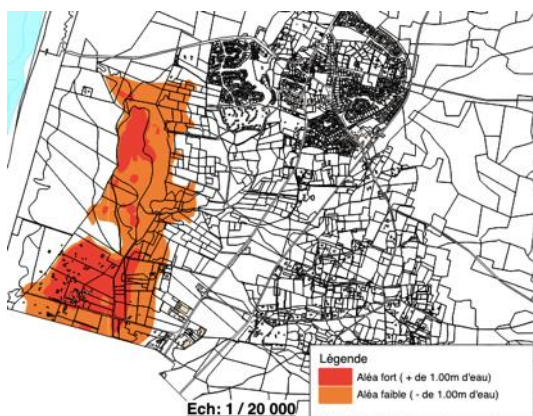 Légende
Aléa fort ( + de 1.00m d'eau)
Aléa faible ( - de 1.00m d'eau)
Ech: 1 / 20 000